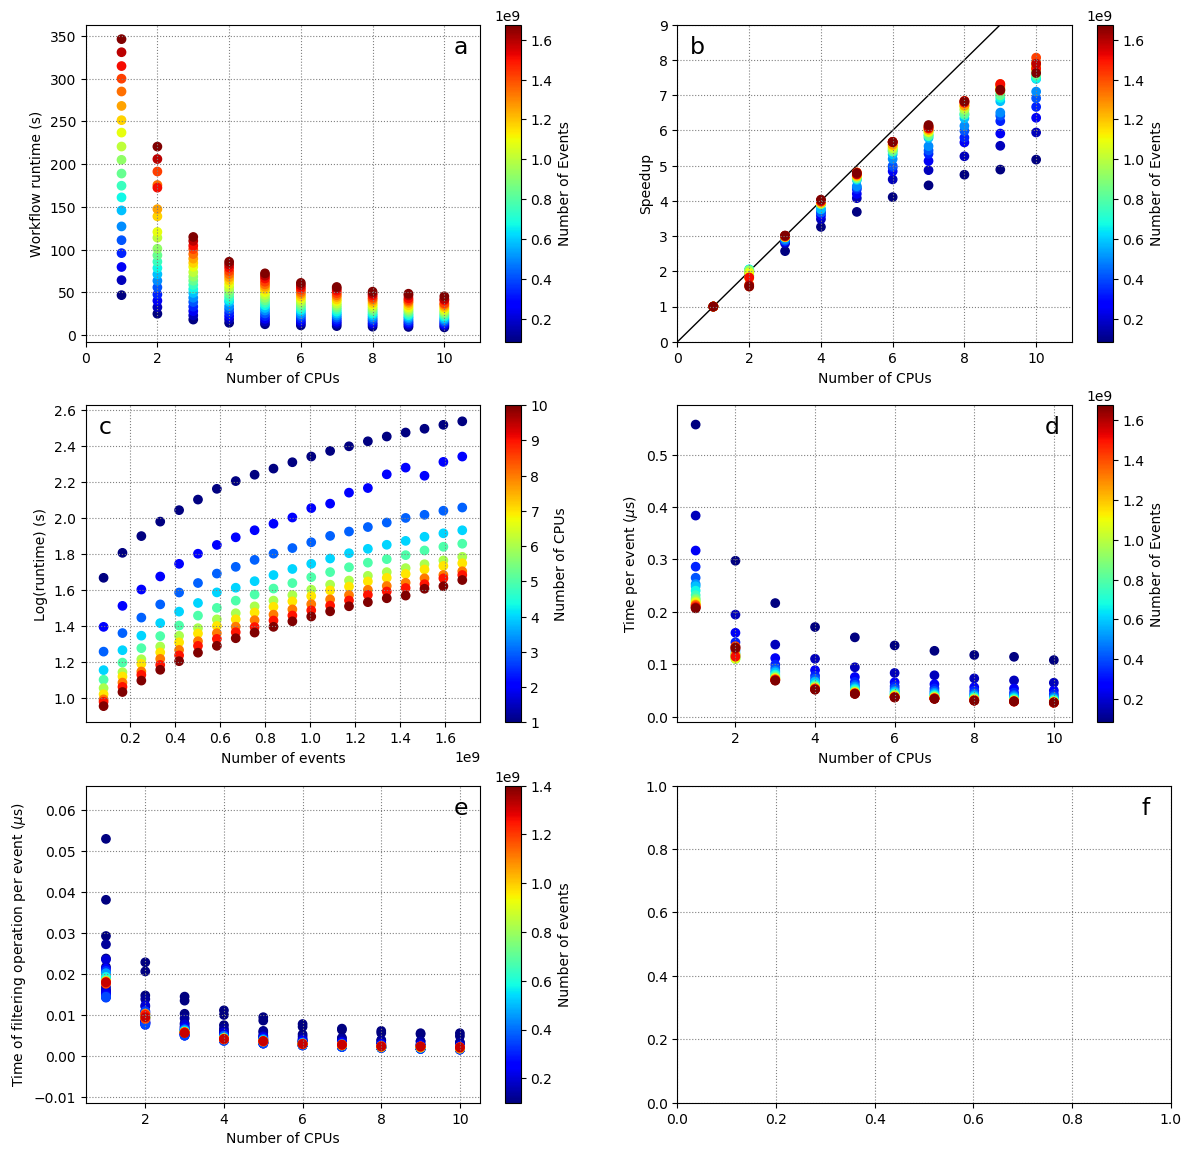 1e9
350
300
250
200
150
100
50
0
Workflow runtime (s)
0 2 4 6 8 10
Number of CPUs
a
1.6
1.4
1.2
1.0
0.8
0.6
0.4
0.2
Number of Events
1e9
9
8
7
6
5
4
3
2
1
0
Speedup
0 2 4 6 8 10
Number of CPUs
b
1.6
1.4
1.2
1.0
0.8
0.6
0.4
0.2
Number of Events
2.6
2.4
2.2
2.0
1.8
1.6
1.4
1.2
1.0
Log(runtime) (s)
0.2 0.4 0.6 0.8 1.0 1.2 1.4 1.6
Number of events
1e9
c
10
9
8
7
6
5
4
3
2
1
Number of CPUs
1e9
0.5
0.4
0.3
0.2
0.1
0.0
Time per event (μs)
2 4 6 8 10
Number of CPUs
d
1.6
1.4
1.2
1.0
0.8
0.6
0.4
0.2
Number of Events
1e9
0.06
0.05
0.04
0.03
0.02
0.01
0.00
−0.01
Time of filtering operation per event (μs)
2 4 6 8 10
Number of CPUs
e
1.4
1.2
1.0
0.8
0.6
0.4
0.2
Number of events
1.0
0.8
0.6
0.4
0.2
0.0
0.0 0.2 0.4 0.6 0.8 1.0
f